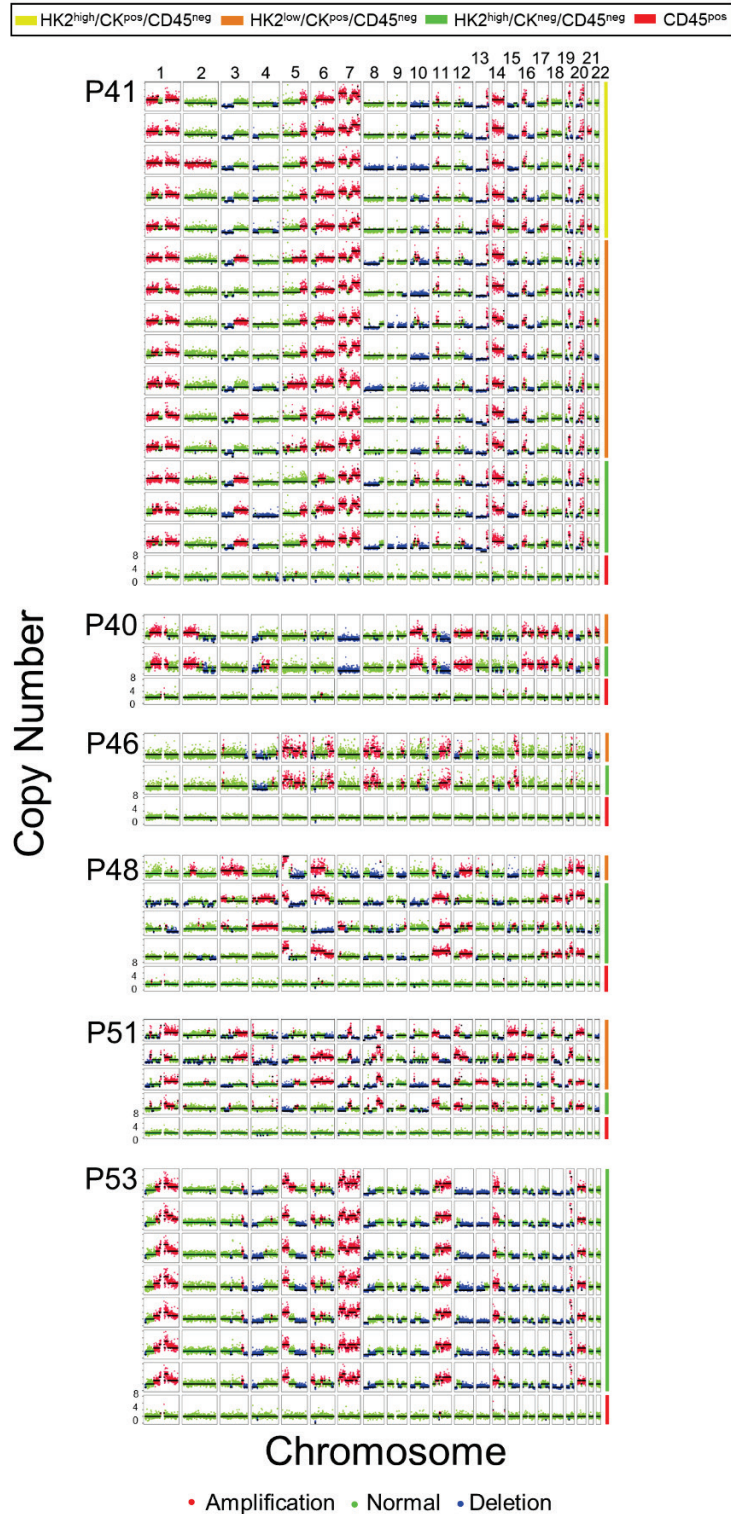 HK2high/CKpos/CD45neg HK2low/CKpos/CD45neg HK2high/CKneg/CD45neg CD45pos
1 2 3 4 5 6 7 8 9 10 11 12 13 14 15 16 17 18 19 20 21 22
P41
8
4
0
P40
8
4
0
P46
8
4
0
P48
8
4
0
P51
8
4
0
P53
8
4
0
Copy Number
Chromosome
Amplification Normal Deletion